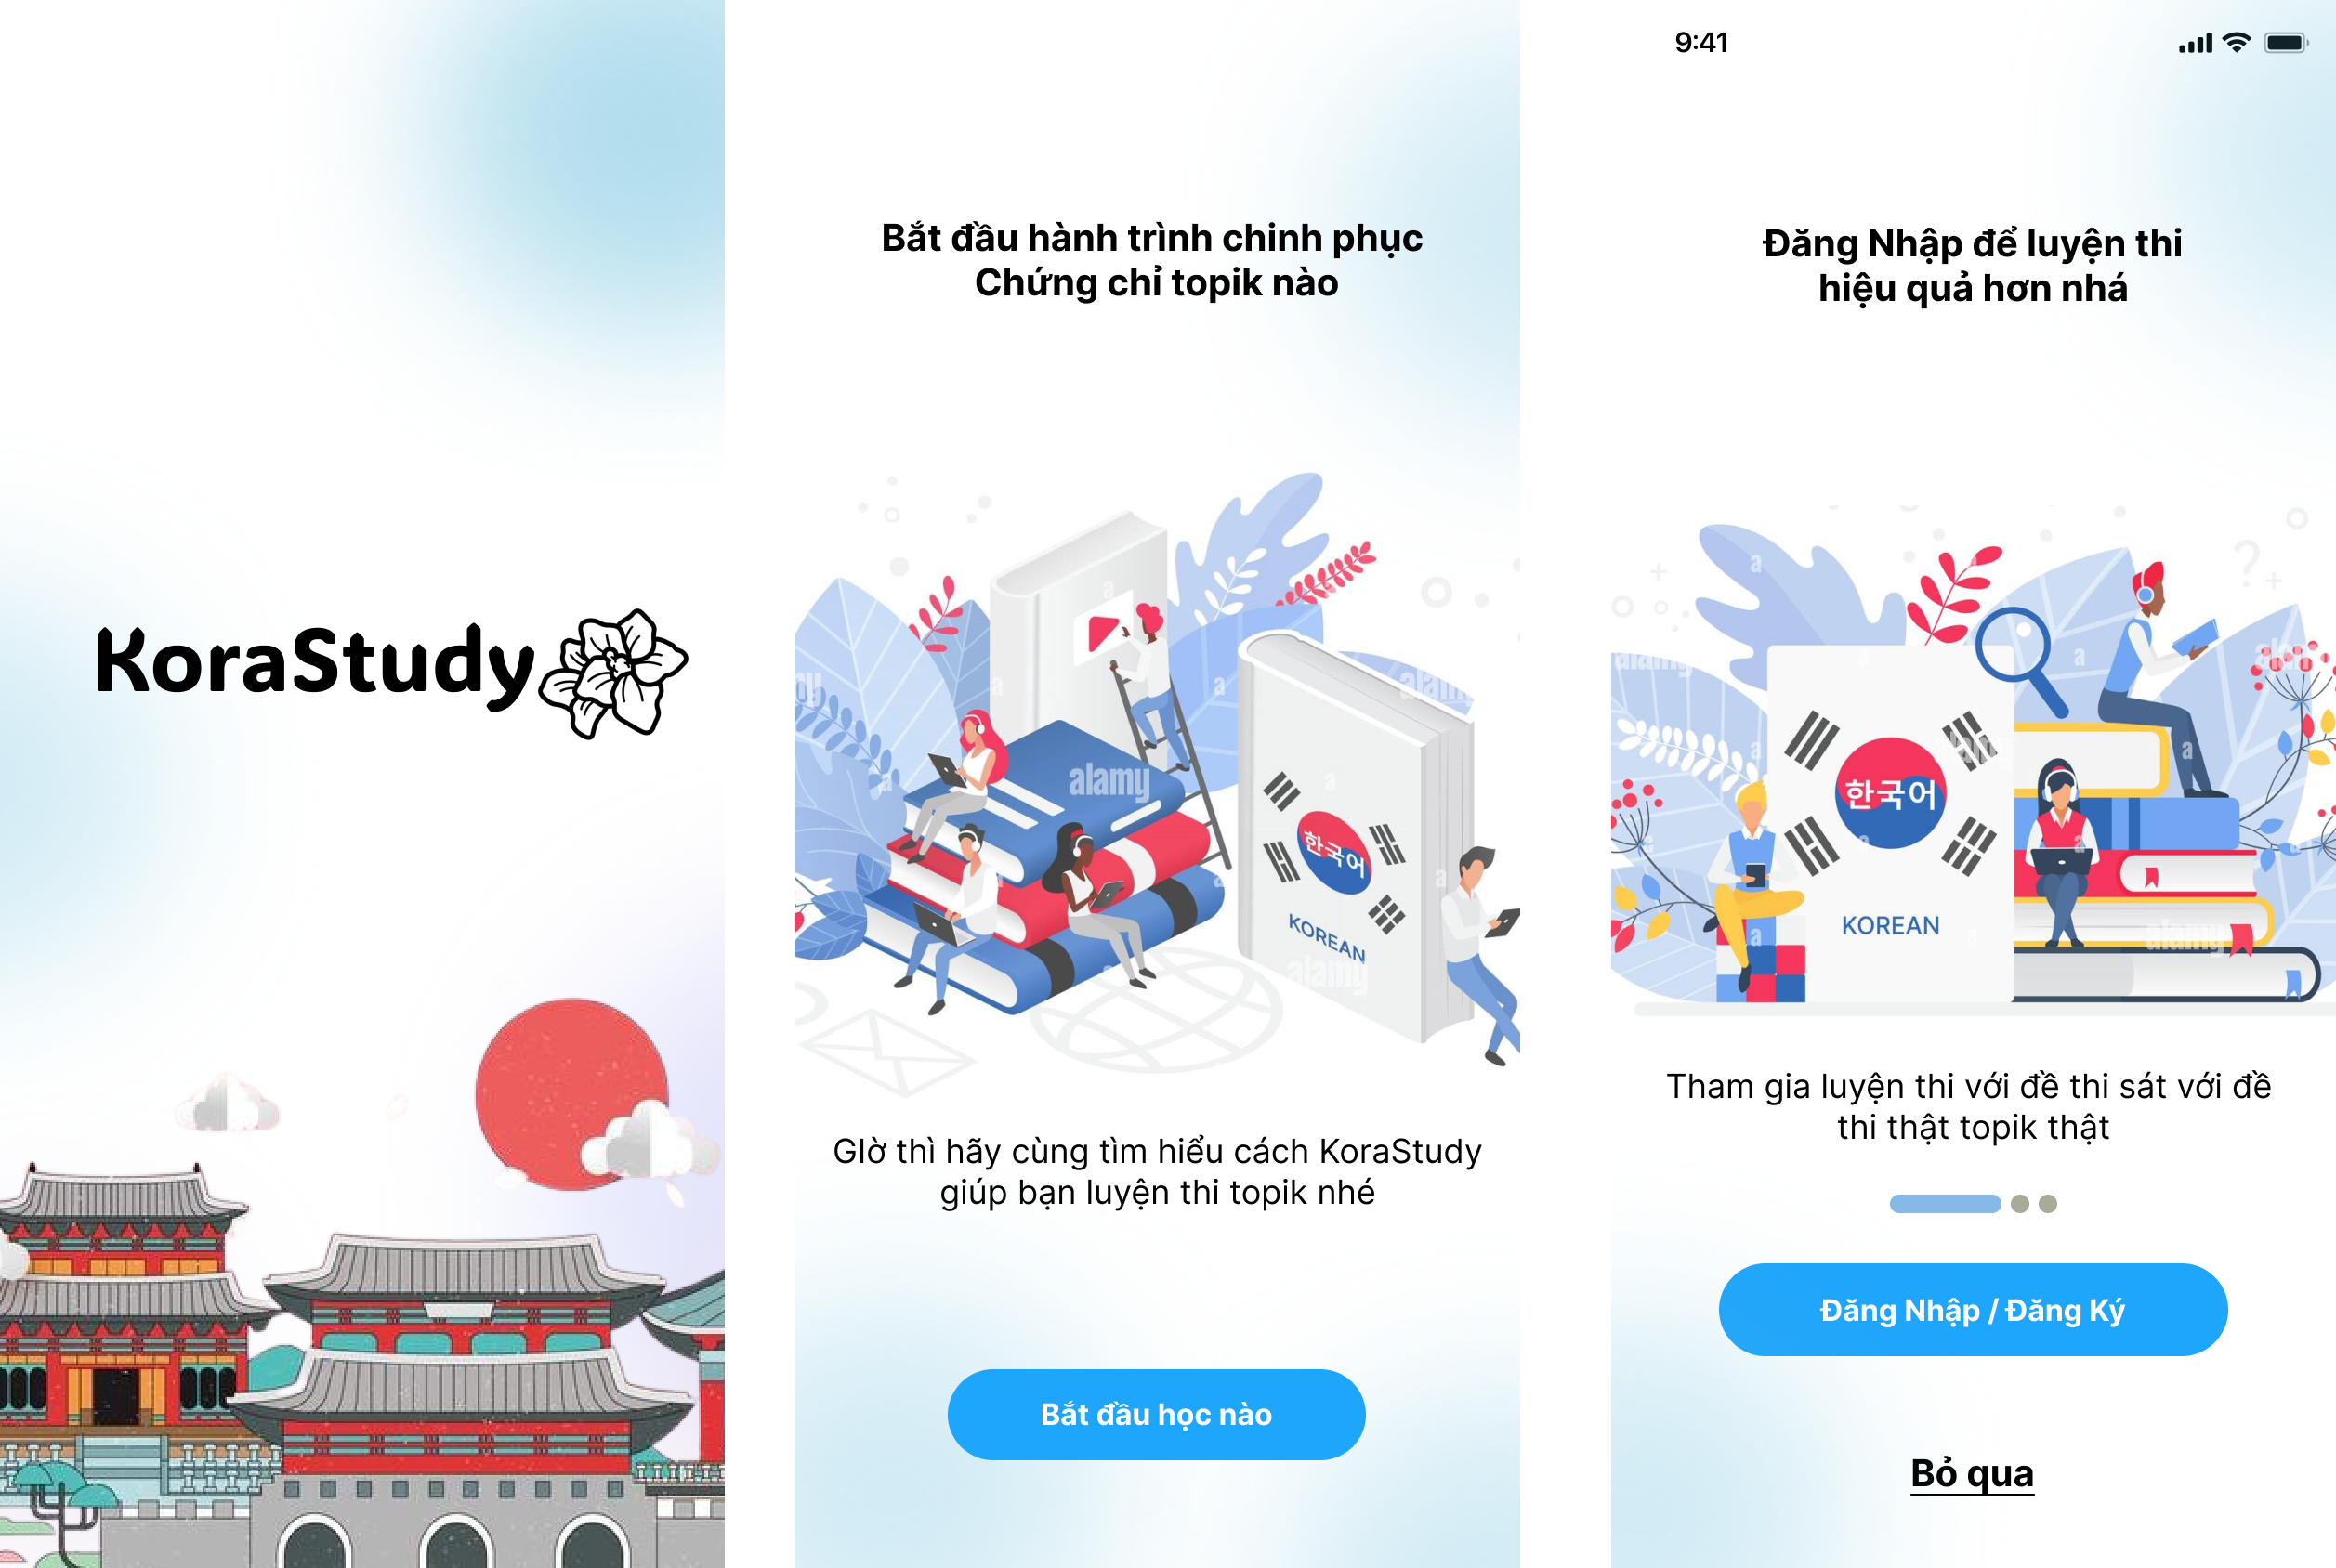 KoraStudy
Bắt đầu hành trình chinh phục
Chứng chỉ topik nào
alamy
한국어
KOREAN
alamy
GIờ thì hãy cùng tìm hiểu cách KoraStudy
giúp bạn luyện thi topik nhé
Bắt đầu học nào
9:41
Đăng Nhập để luyện thi
hiệu quả hơn nhá
한국어
KOREAN
alamy
Tham gia luyện thi với đề thi sát với đề
thi thật topik thật
Đăng Nhập / Đăng Ký
Bỏ qua